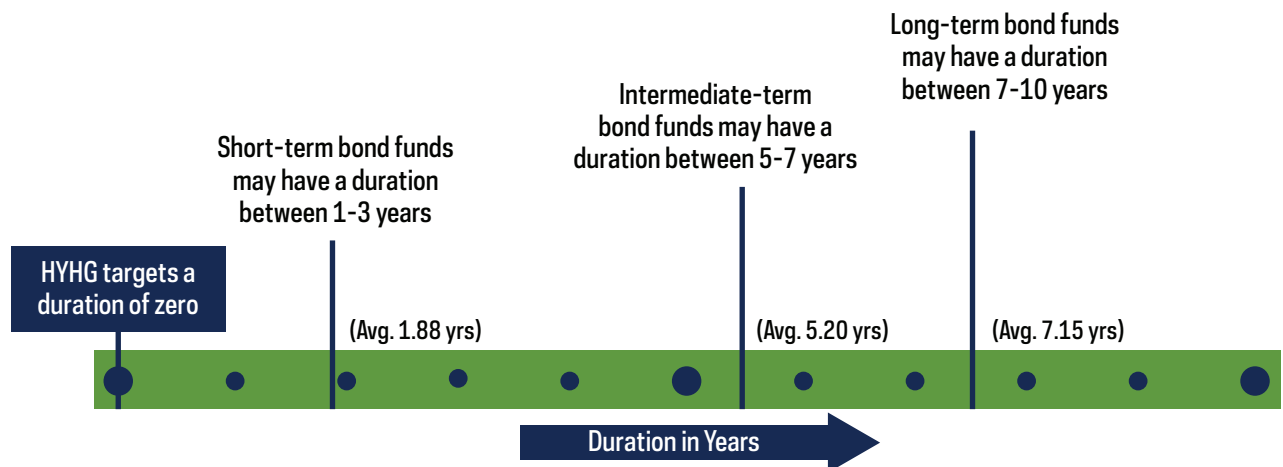 HYHG targets a
duration of zero
Short-term bond funds
may have a duration
between 1-3 years
(Avg. 1.88 yrs)
Intermediate-term
bond funds may have a
duration between 5-7 years
(Avg. 5.20 yrs)
Long-term bond funds
may have a duration
between 7-10 years
(Avg. 7.15 yrs)
Duration in Years